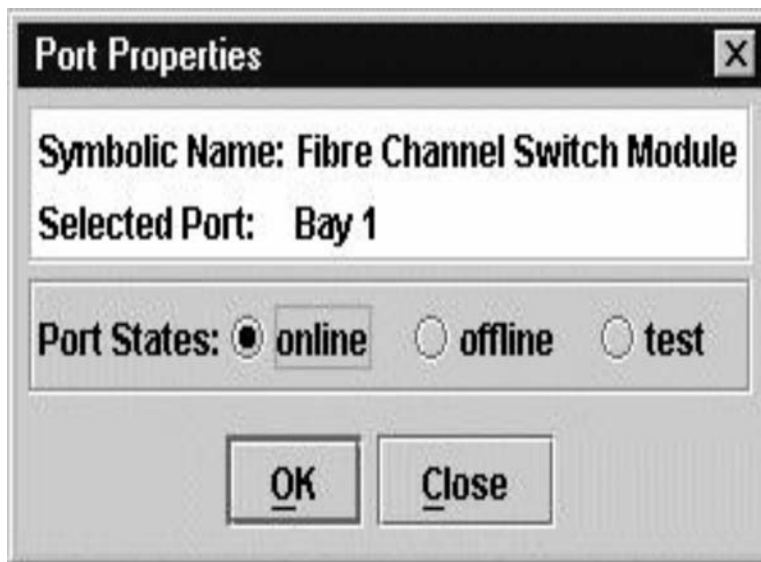 Port Properties
Symbolic Name: Fibre Channel Switch Module
Selected Port: Bay 1
Port States: online offline test
OK Close